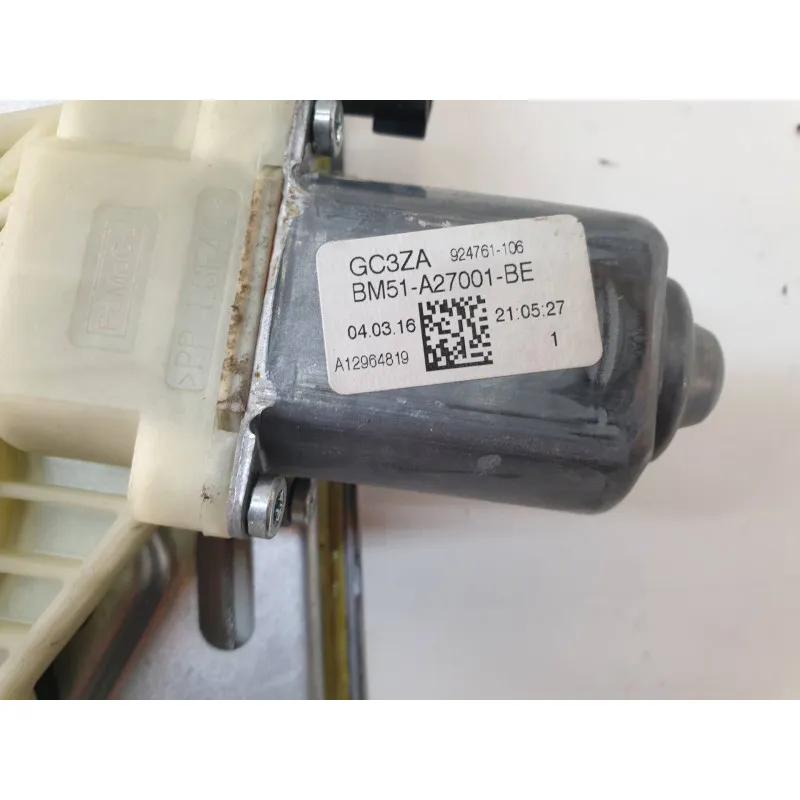 GC3ZA 924761-106
BM51-A27001-BE
04.03.16 21:05:27
A12964819 1